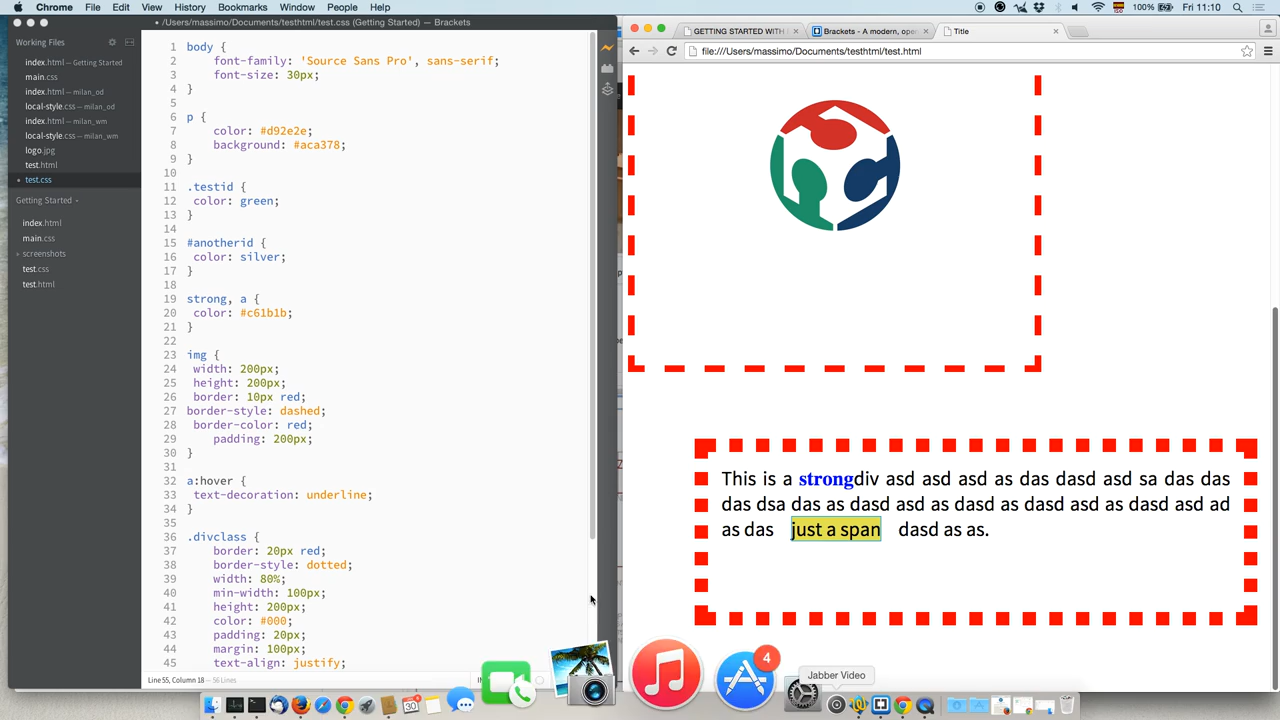 Chrome File Edit View History Bookmarks Window People Help
100% Fri 11:10
/Users/massimo/Documents/testhtml/test.css (Getting Started) — Brackets
Working Files
index.html — Getting Started
main.css
index.html — milan_od
local-style.css — milan_od
index.html — milan_wm
local-style.css — milan_wm
logo.jpg
test.html
test.css
Getting Started
index.html
main.css
screenshots
test.css
test.html
1 body {
2 font-family: 'Source Sans Pro', sans-serif;
3 font-size: 30px;
4 }
5
6 p {
7 color: #d92e2e;
8 background: #aca378;
9 }
10
11 .testid {
12 color: green;
13 }
14
15 #anotherid {
16 color: silver;
17 }
18
19 strong, a {
20 color: #c61b1b;
21 }
22
23 img {
24 width: 200px;
25 height: 200px;
26 border: 10px red;
27 border-style: dashed;
28 border-color: red;
29 padding: 200px;
30 }
31
32 a:hover {
33 text-decoration: underline;
34 }
35
36 .divclass {
37 border: 20px red;
38 border-style: dotted;
39 width: 80%;
40 min-width: 100px;
41 height: 200px;
42 color: #000;
43 padding: 20px;
44 margin: 100px;
45 text-align: justify;
Line 55, Column 18 — 56 Lines
GETTING STARTED WITH
Brackets - A modern, ope
Title
file:///Users/massimo/Documents/testhtml/test.html
This is a strongdiv asd asd asd as das dasd asd sa das das
das dsa das as dasd asd as dasd as dasd asd as dasd asd ad
as das just a span dasd as as.
4
Jabber Video
30